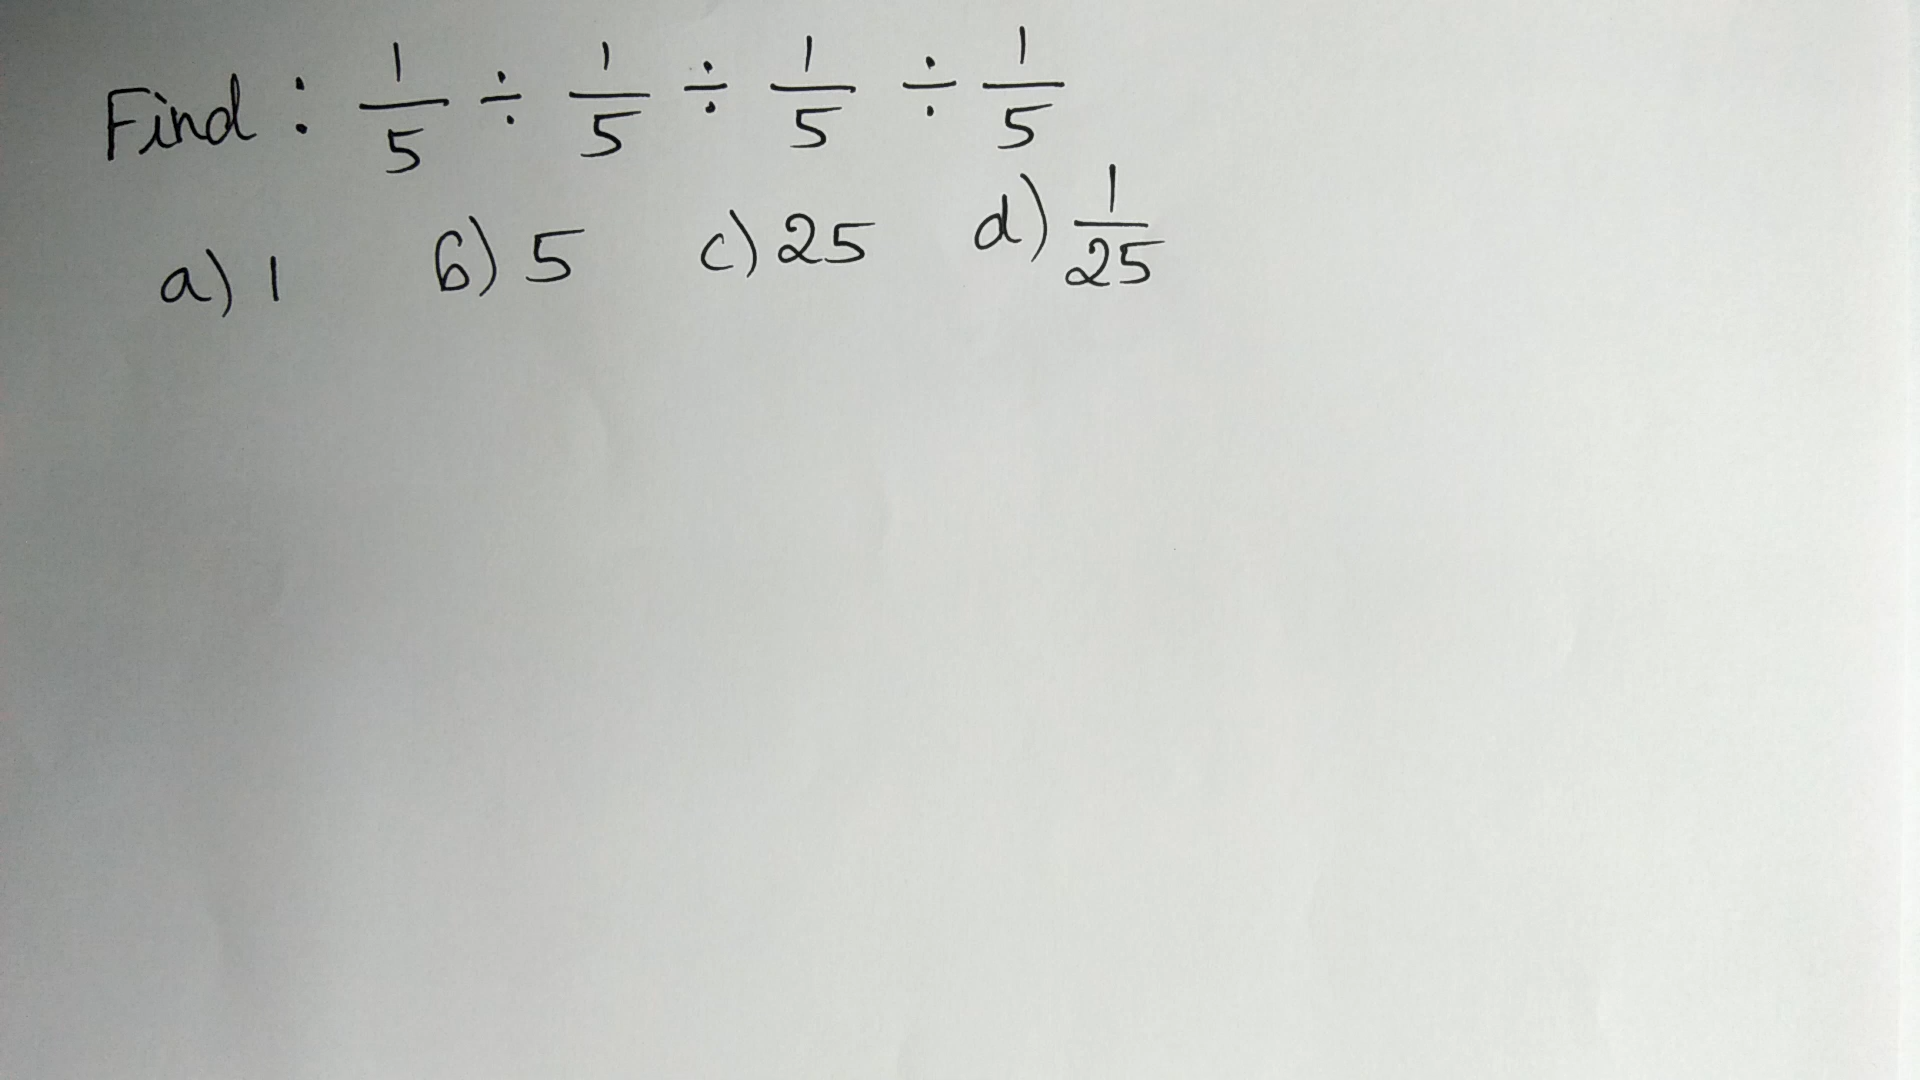 Find : 1/5 ÷ 1/5 ÷ 1/5 ÷ 1/5
a) 1 b) 5 c) 25 d) 1/25